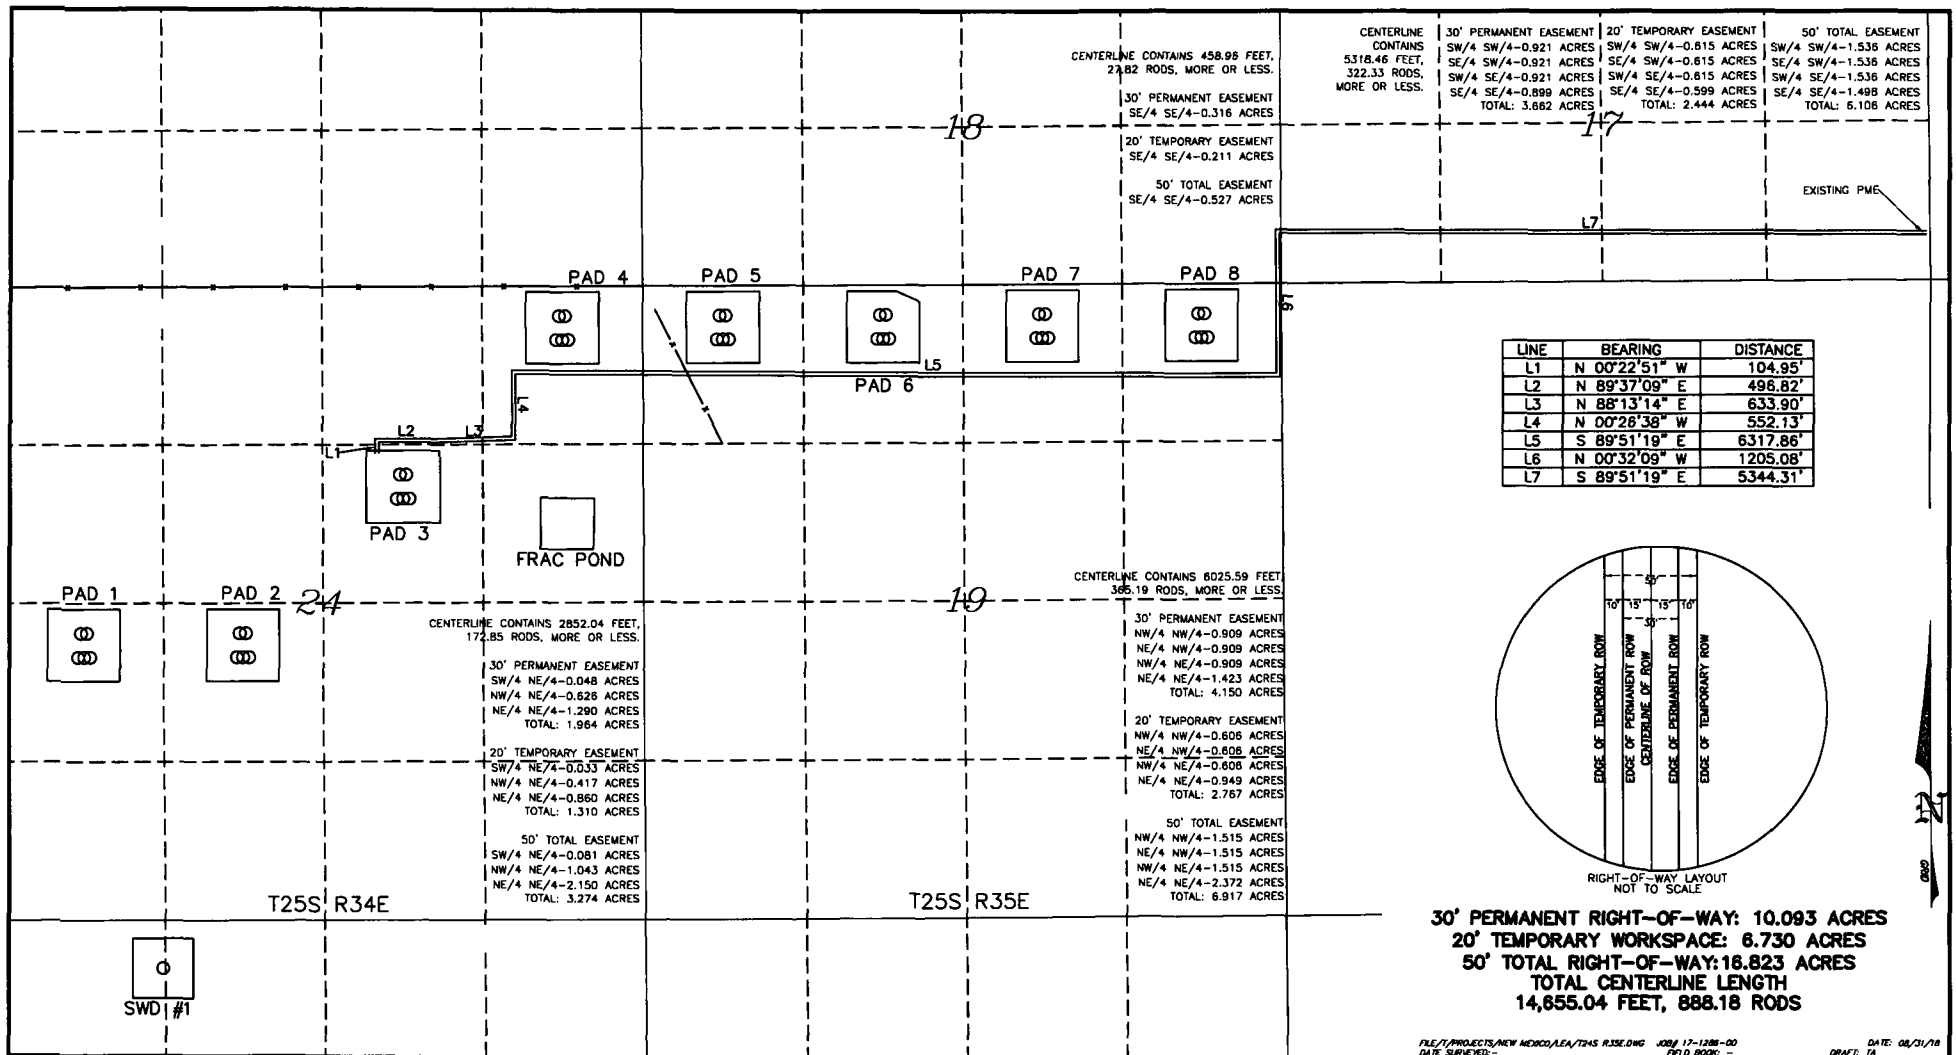 CENTERLINE CONTAINS 458.96 FEET,
27.82 RODS, MORE OR LESS.
30' PERMANENT EASEMENT
SE/4 SE/4-0.316 ACRES
20' TEMPORARY EASEMENT
SE/4 SE/4-0.211 ACRES
50' TOTAL EASEMENT
SE/4 SE/4-0.527 ACRES
18
CENTERLINE
CONTAINS
5318.46 FEET,
322.33 RODS,
MORE OR LESS.
30' PERMANENT EASEMENT
SW/4 SW/4-0.921 ACRES
SE/4 SW/4-0.921 ACRES
SW/4 SE/4-0.921 ACRES
SE/4 SE/4-0.899 ACRES
TOTAL: 3.662 ACRES
20' TEMPORARY EASEMENT
SW/4 SW/4-0.615 ACRES
SE/4 SW/4-0.615 ACRES
SW/4 SE/4-0.615 ACRES
SE/4 SE/4-0.599 ACRES
TOTAL: 2.444 ACRES
50' TOTAL EASEMENT
SW/4 SW/4-1.536 ACRES
SE/4 SW/4-1.536 ACRES
SW/4 SE/4-1.536 ACRES
SE/4 SE/4-1.498 ACRES
TOTAL: 6.106 ACRES
17
EXISTING PME
L7
PAD 4
PAD 5
PAD 7
PAD 8
L6
L5
PAD 6
L4
L2
L3
L1
PAD 3
FRAC POND
PAD 1
PAD 2
24
19
LINE BEARING DISTANCE
L1 N 00°22'51" W 104.95'
L2 N 89°37'09" E 496.82'
L3 N 88°13'14" E 633.90'
L4 N 00°26'38" W 552.13'
L5 S 89°51'19" E 6317.86'
L6 N 00°32'09" W 1205.08'
L7 S 89°51'19" E 5344.31'
CENTERLINE CONTAINS 2852.04 FEET,
172.85 RODS, MORE OR LESS.
30' PERMANENT EASEMENT
SW/4 NE/4-0.048 ACRES
NW/4 NE/4-0.626 ACRES
NE/4 NE/4-1.290 ACRES
TOTAL: 1.964 ACRES
20' TEMPORARY EASEMENT
SW/4 NE/4-0.033 ACRES
NW/4 NE/4-0.417 ACRES
NE/4 NE/4-0.860 ACRES
TOTAL: 1.310 ACRES
50' TOTAL EASEMENT
SW/4 NE/4-0.081 ACRES
NW/4 NE/4-1.043 ACRES
NE/4 NE/4-2.150 ACRES
TOTAL: 3.274 ACRES
CENTERLINE CONTAINS 6025.59 FEET,
365.19 RODS, MORE OR LESS.
30' PERMANENT EASEMENT
NW/4 NW/4-0.909 ACRES
NE/4 NW/4-0.909 ACRES
NW/4 NE/4-0.909 ACRES
NE/4 NE/4-1.423 ACRES
TOTAL: 4.150 ACRES
20' TEMPORARY EASEMENT
NW/4 NW/4-0.606 ACRES
NE/4 NW/4-0.606 ACRES
NW/4 NE/4-0.606 ACRES
NE/4 NE/4-0.949 ACRES
TOTAL: 2.767 ACRES
50' TOTAL EASEMENT
NW/4 NW/4-1.515 ACRES
NE/4 NW/4-1.515 ACRES
NW/4 NE/4-1.515 ACRES
NE/4 NE/4-2.372 ACRES
TOTAL: 6.917 ACRES
50'
10' 15' 15' 10'
30'
EDGE OF TEMPORARY ROW
EDGE OF PERMANENT ROW
CENTERLINE OF ROW
EDGE OF PERMANENT ROW
EDGE OF TEMPORARY ROW
RIGHT-OF-WAY LAYOUT
NOT TO SCALE
N
GRID
T25S R34E
T25S R35E
SWD #1
30' PERMANENT RIGHT-OF-WAY: 10.093 ACRES
20' TEMPORARY WORKSPACE: 6.730 ACRES
50' TOTAL RIGHT-OF-WAY: 16.823 ACRES
TOTAL CENTERLINE LENGTH
14,655.04 FEET, 888.18 RODS
FILE/T/PROJECTS/NEW MEXICO/LEA/T24S R35E.DWG JOB# 17-1286-00 DATE: 08/31/18
DATE SURVEYED:- FIELD BOOK: - DRAFT: TA